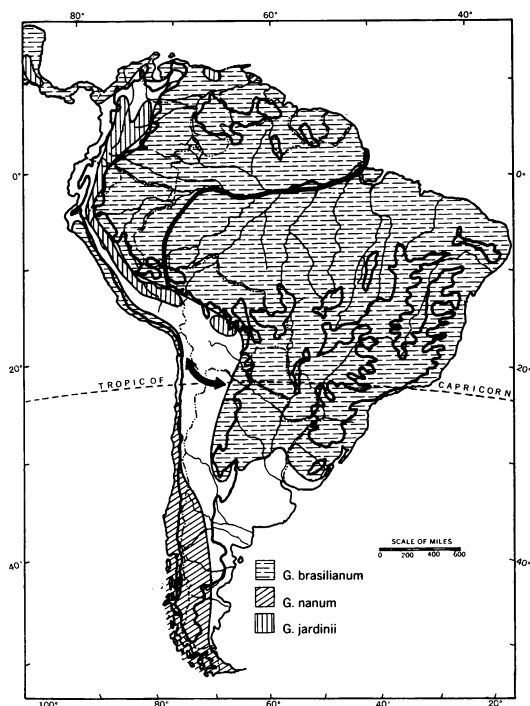 80° 60° 40°
0° 0°
20° 20°
TROPIC OF CAPRICORN
SCALE OF MILES
0 200 400 600
40° 40°
G. brasilianum
G. nanum
G. jardinii
100° 80° 60° 40° 20°